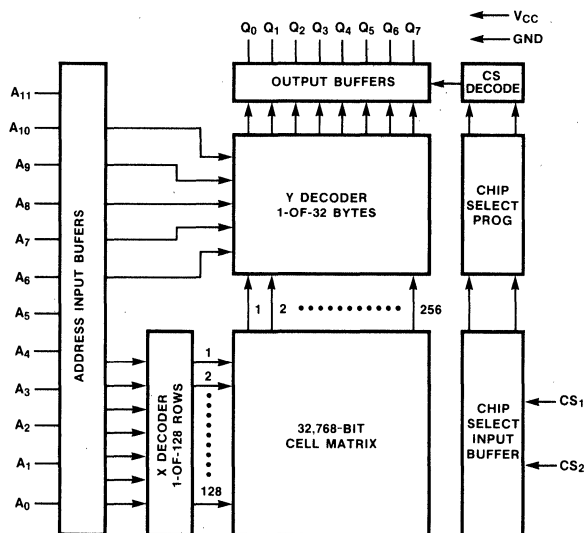 Q0 Q1 Q2 Q3 Q4 Q5 Q6 Q7
VCC
GND
OUTPUT BUFFERS
CS
DECODE
A11
A10
A9
A8
A7
A6
A5
A4
A3
A2
A1
A0
ADDRESS INPUT BUFERS
Y DECODER
1-OF-32 BYTES
CHIP
SELECT
PROG
1 2 256
X DECODER
1-OF-128 ROWS
1
2
128
32,768-BIT
CELL MATRIX
CHIP
SELECT
INPUT
BUFFER
CS1
CS2